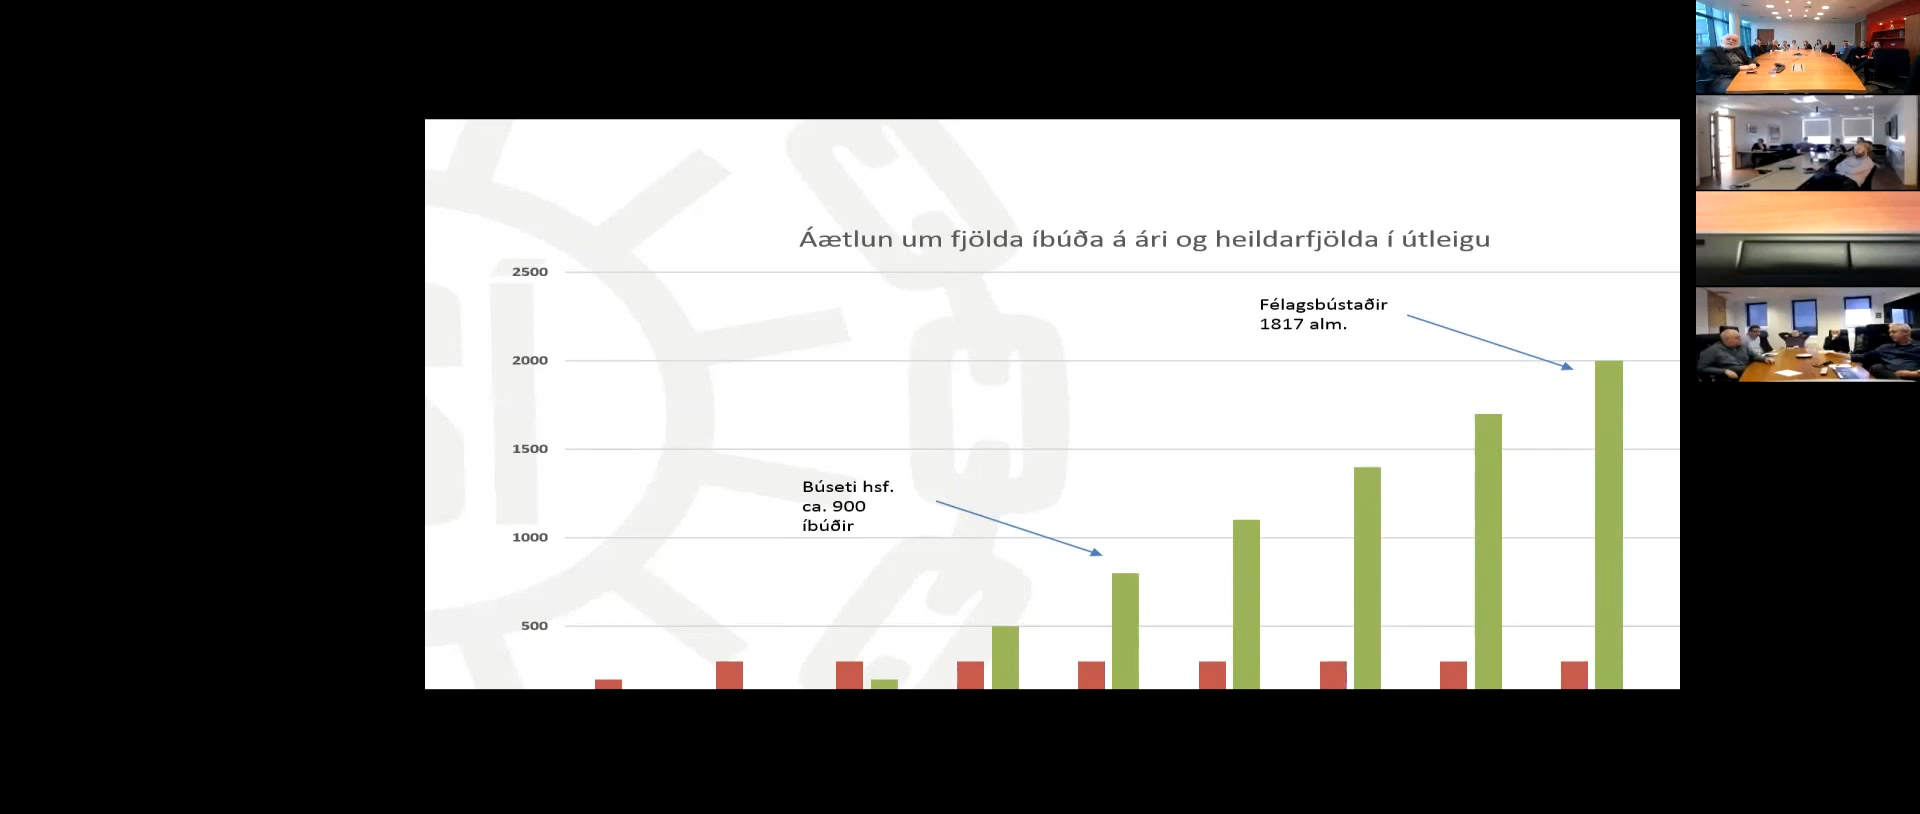 Áætlun um fjölda íbúða á ári og heildarfjölda í útleigu
2500
Félagsbústaðir
1817 alm.
2000
1500
Búseti hsf.
ca. 900
íbúðir
1000
500